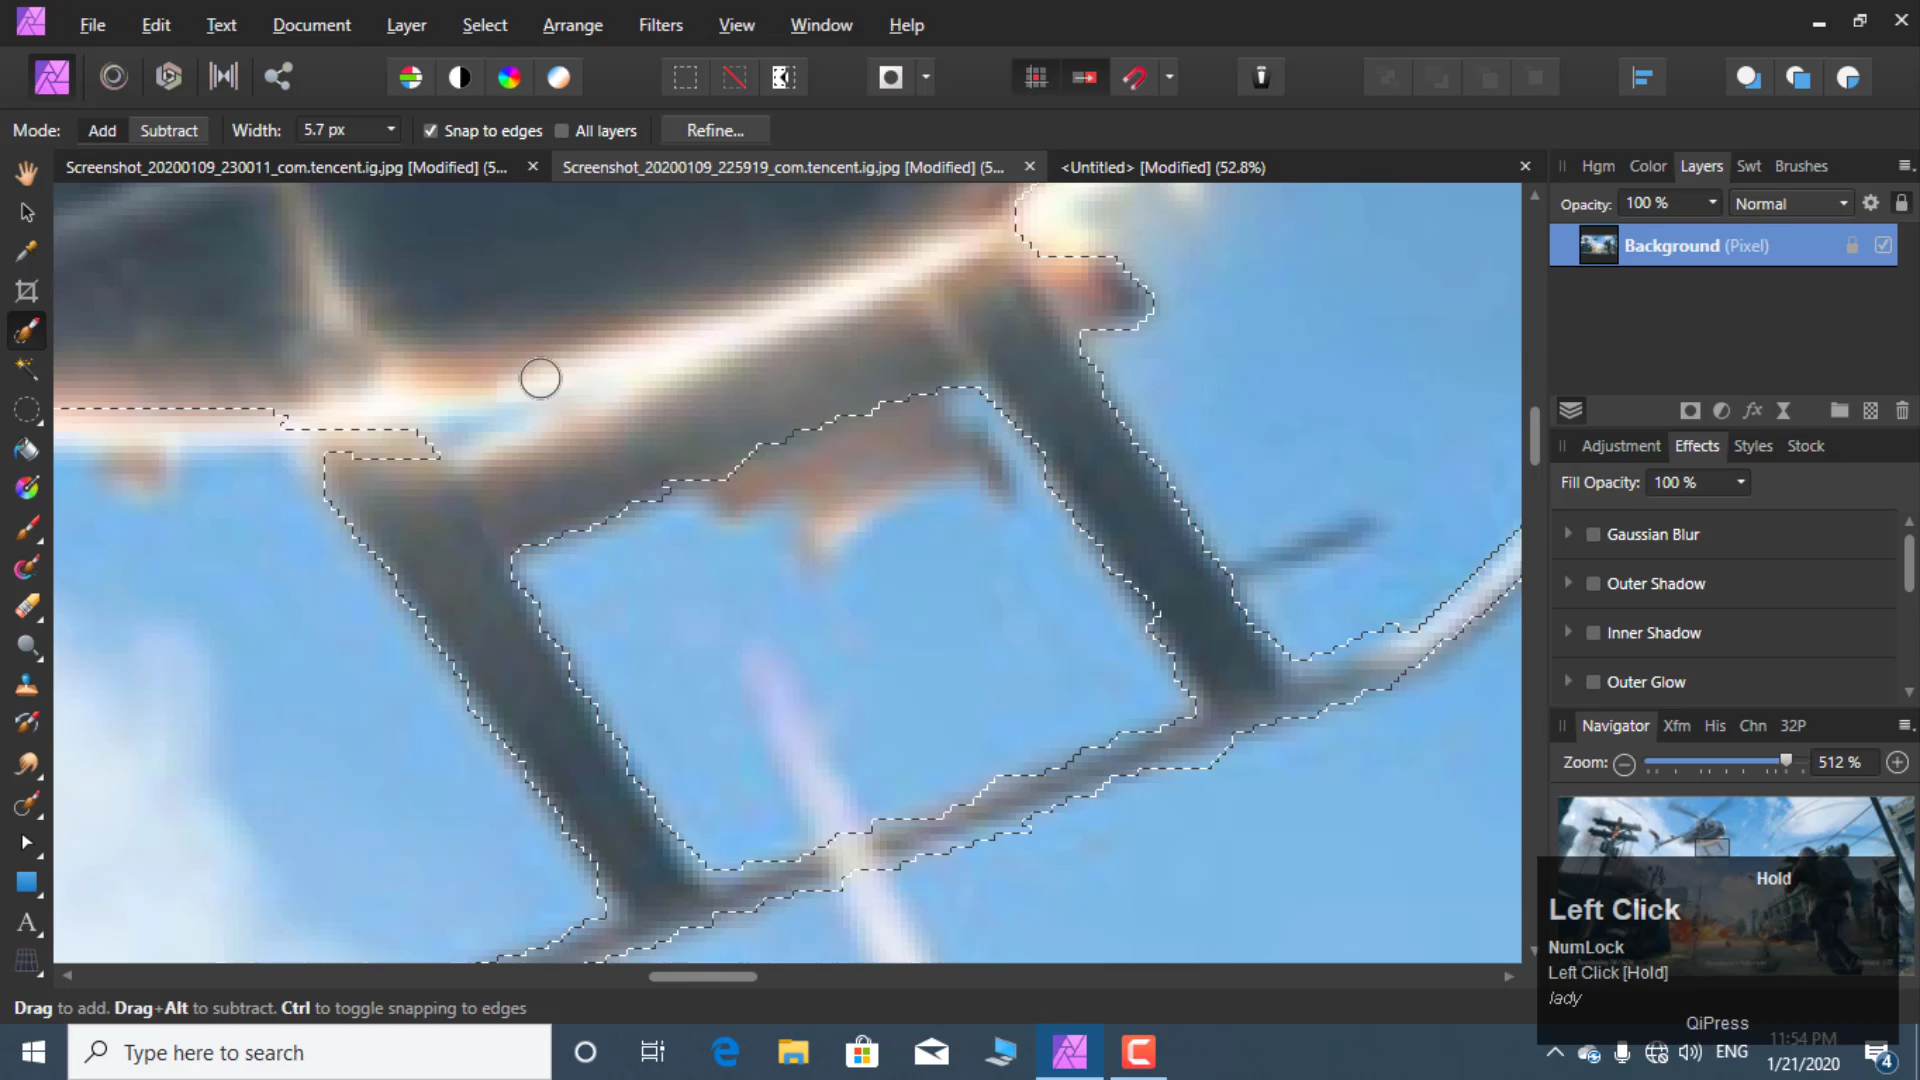 File Edit Text Document Layer Select Arrange Filters View Window Help
Mode: Add Subtract Width: 5.7 px Snap to edges All layers Refine...
Screenshot_20200109_230011_com.tencent.ig.jpg [Modified] (5... Screenshot_20200109_225919_com.tencent.ig.jpg [Modified] (5... <Untitled> [Modified] (52.8%)
Hgm Color Layers Swt Brushes
Opacity: 100 % Normal
Background (Pixel)
Adjustment Effects Styles Stock
Fill Opacity: 100 %
Gaussian Blur
Outer Shadow
Inner Shadow
Outer Glow
Navigator Xfm His Chn 32P
Zoom: 512 %
Hold
Left Click
NumLock
Left Click [Hold]
lady
QiPress
Drag to add. Drag+Alt to subtract. Ctrl to toggle snapping to edges
Type here to search
ENG
11:54 PM
1/21/2020
4